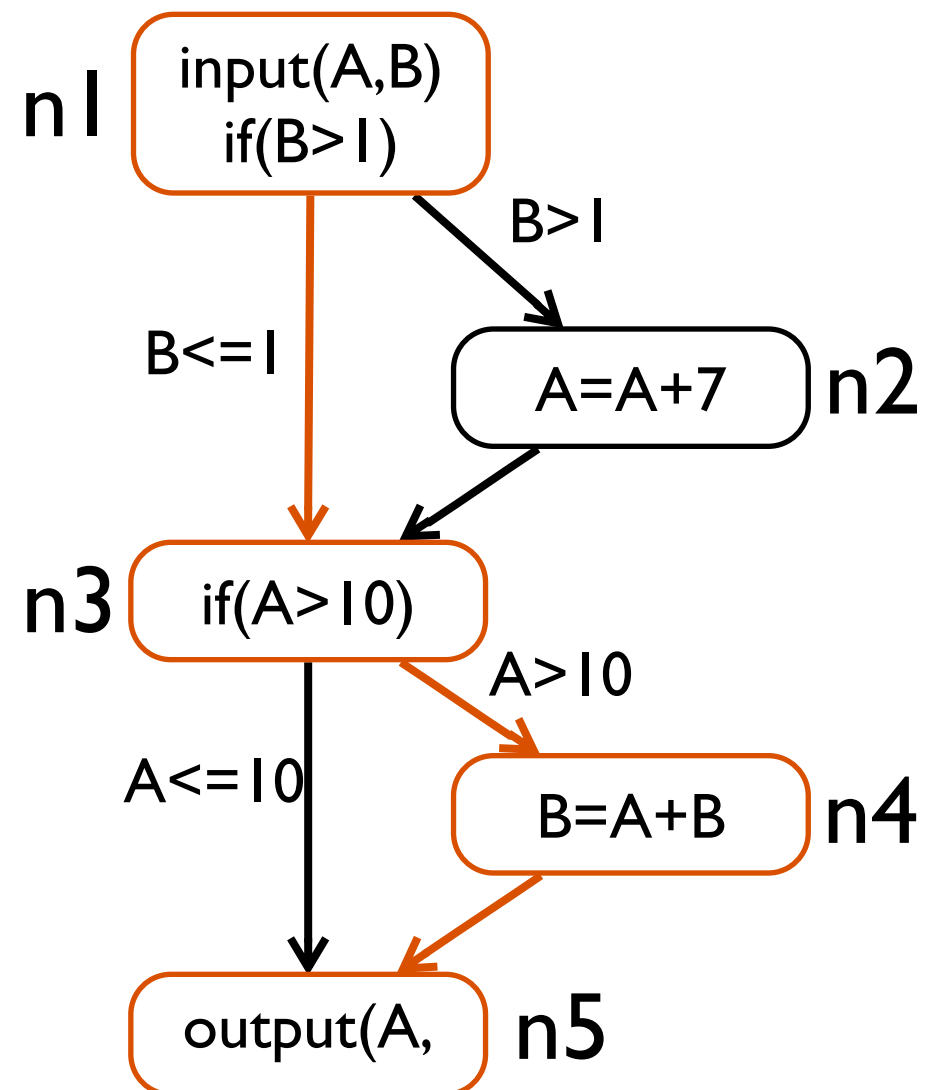 n1
input(A,B)
if(B>1)
B>1
B<=1
A=A+7
n2
n3
if(A>10)
A>10
A<=10
B=A+B
n4
output(A,
n5